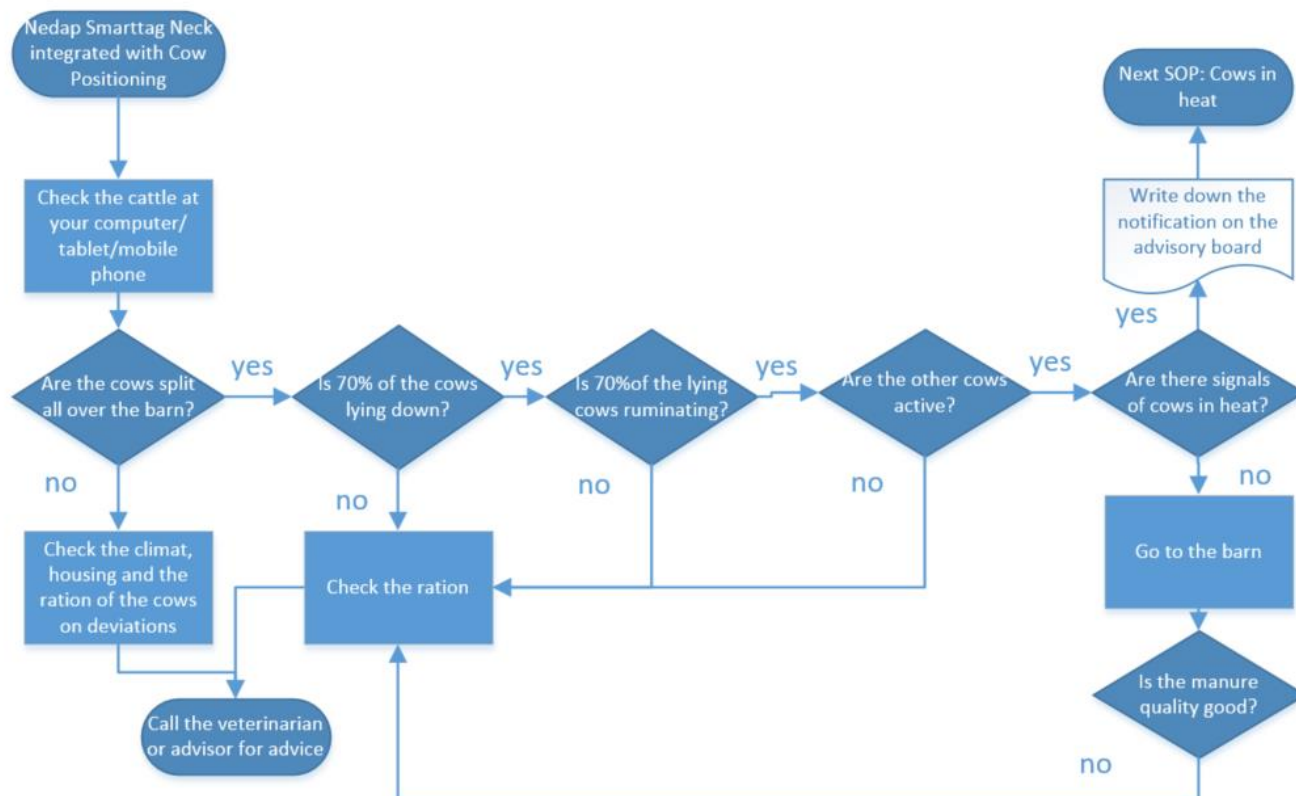 Nedap Smarttag Neck
integrated with Cow
Positioning
Next SOP: Cows in
heat
Check the cattle at
your computer/
tablet/mobile
phone
Write down the
notification on the
advisory board
yes
Are the cows split
all over the barn?
yes
Is 70% of the cows
lying down?
yes
Is 70%of the lying
cows ruminating?
yes
Are the other cows
active?
yes
Are there signals
of cows in heat?
no
no
no
no
no
Check the climat,
housing and the
ration of the cows
on deviations
Check the ration
Go to the barn
Is the manure
quality good?
Call the veterinarian
or advisor for advice
no